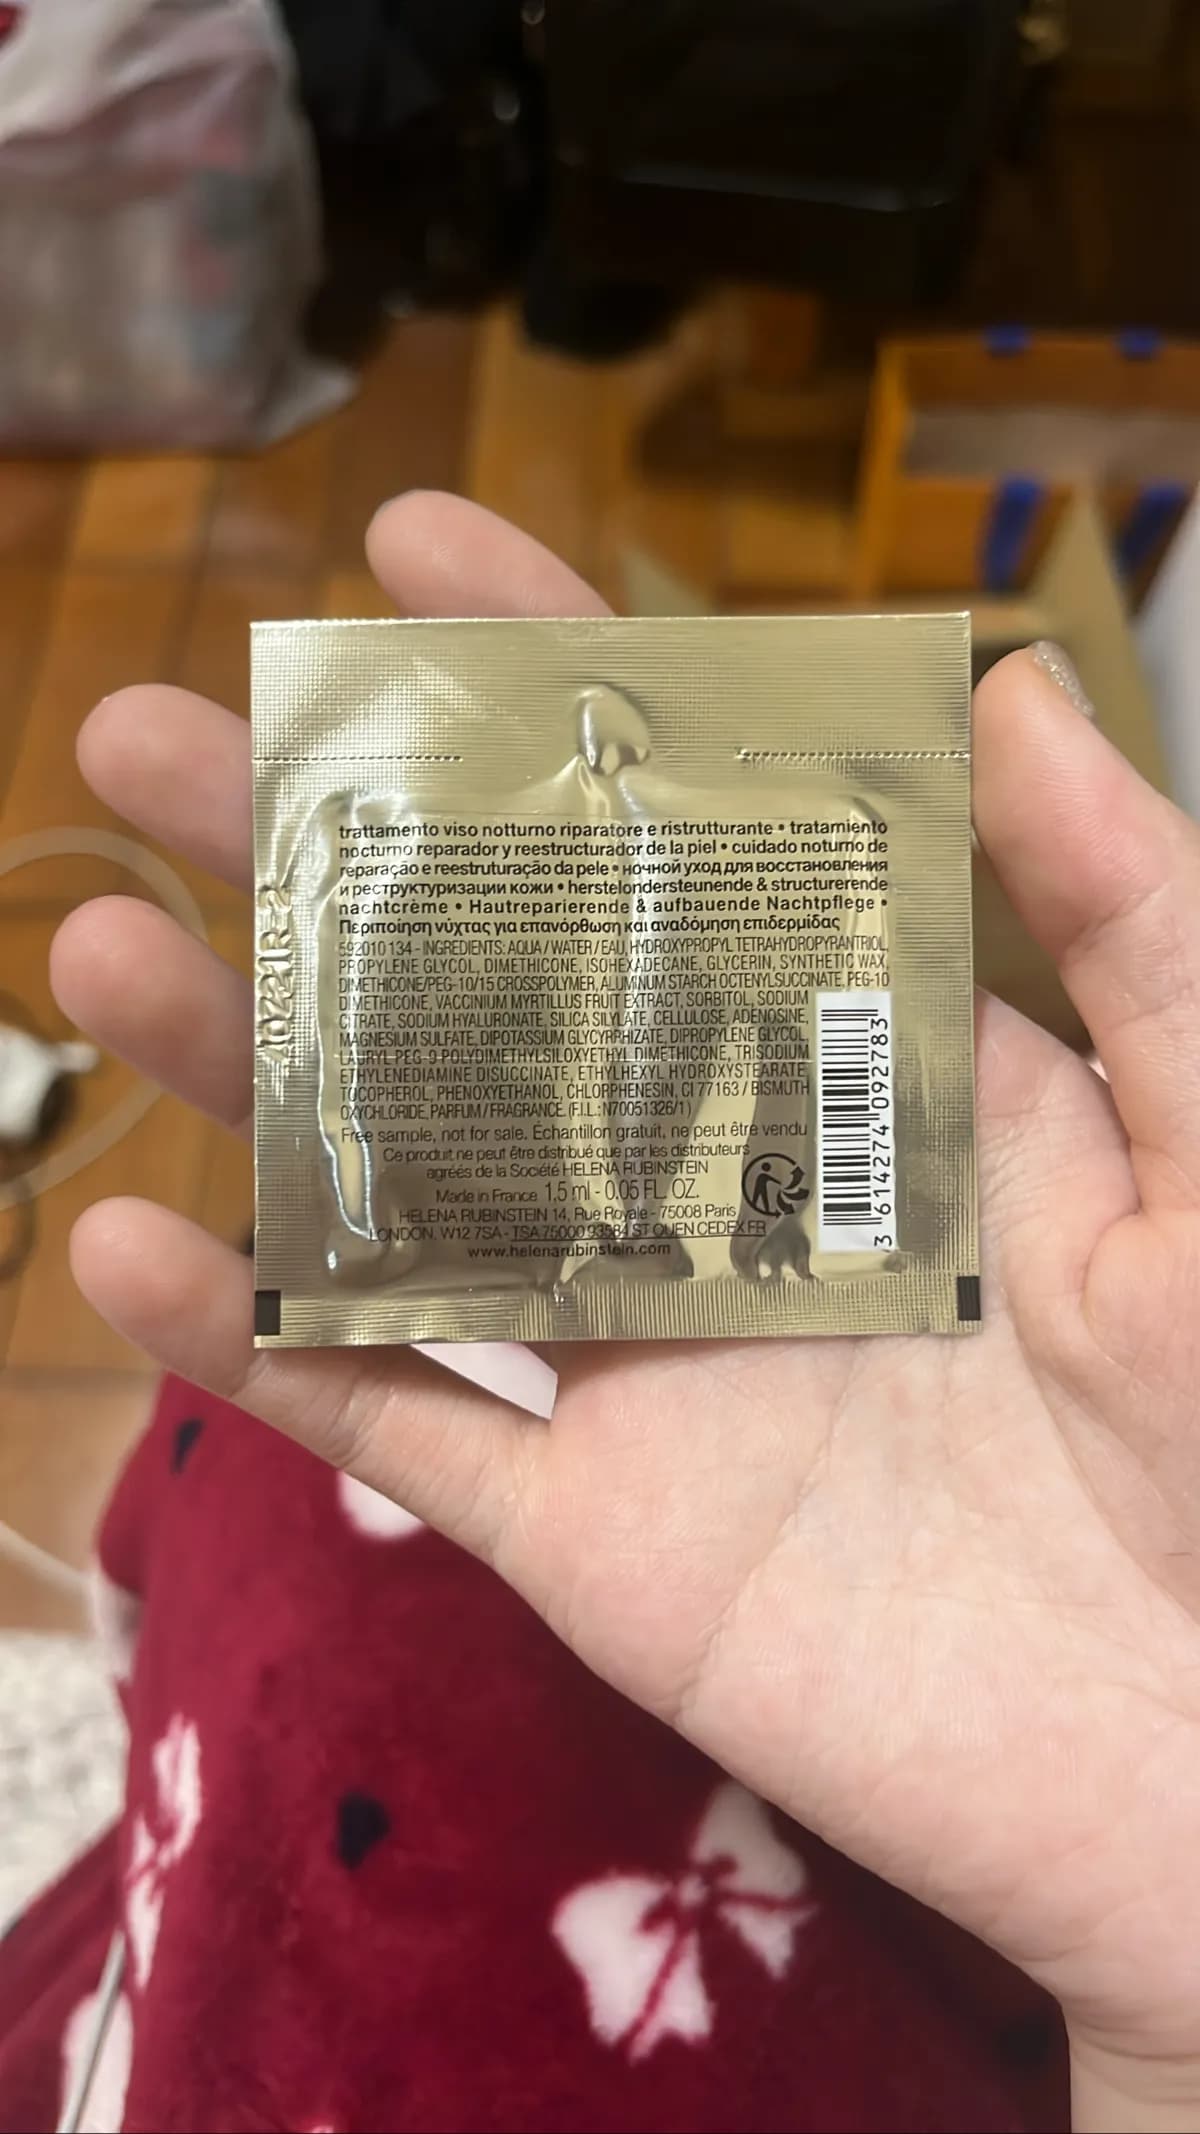 trattamento viso notturno riparatore e ristrutturante • tratamiento
nocturno reparador y reestructurador de la piel • cuidado noturno de
reparação e reestruturação da pele • ночной уход для восстановления
и реструктуризации кожи • herstelondersteunende & structurerende
nachtcrème • Hautreparierende & aufbauende Nachtpflege •
Περιποίηση νύχτας για επανόρθωση και αναδόμηση επιδερμίδας
592010 134 - INGREDIENTS: AQUA / WATER / EAU, HYDROXYPROPYL TETRAHYDROPYRANTRIOL,
PROPYLENE GLYCOL, DIMETHICONE, ISOHEXADECANE, GLYCERIN, SYNTHETIC WAX,
DIMETHICONE/PEG-10/15 CROSSPOLYMER, ALUMINUM STARCH OCTENYLSUCCINATE, PEG-10
DIMETHICONE, VACCINIUM MYRTILLUS FRUIT EXTRACT, SORBITOL, SODIUM
CITRATE, SODIUM HYALURONATE, SILICA SILYLATE, CELLULOSE, ADENOSINE,
MAGNESIUM SULFATE, DIPOTASSIUM GLYCYRRHIZATE, DIPROPYLENE GLYCOL,
LAURYL PEG-9 POLYDIMETHYLSILOXYETHYL DIMETHICONE, TRISODIUM
ETHYLENEDIAMINE DISUCCINATE, ETHYLHEXYL HYDROXYSTEARATE,
TOCOPHEROL, PHENOXYETHANOL, CHLORPHENESIN, CI 77163 / BISMUTH
OXYCHLORIDE, PARFUM / FRAGRANCE. (F.I.L.: N70051326/1)
Free sample, not for sale. Échantillon gratuit, ne peut être vendu
Ce produit ne peut être distribué que par les distributeurs
agréés de la Société HELENA RUBINSTEIN
Made in France 1,5 ml - 0.05 FL. OZ.
HELENA RUBINSTEIN 14, Rue Royale - 75008 Paris
LONDON, W12 7SA - TSA 75000 93584 ST OUEN CEDEX FR
www.helenarubinstein.com
3 614274 092783